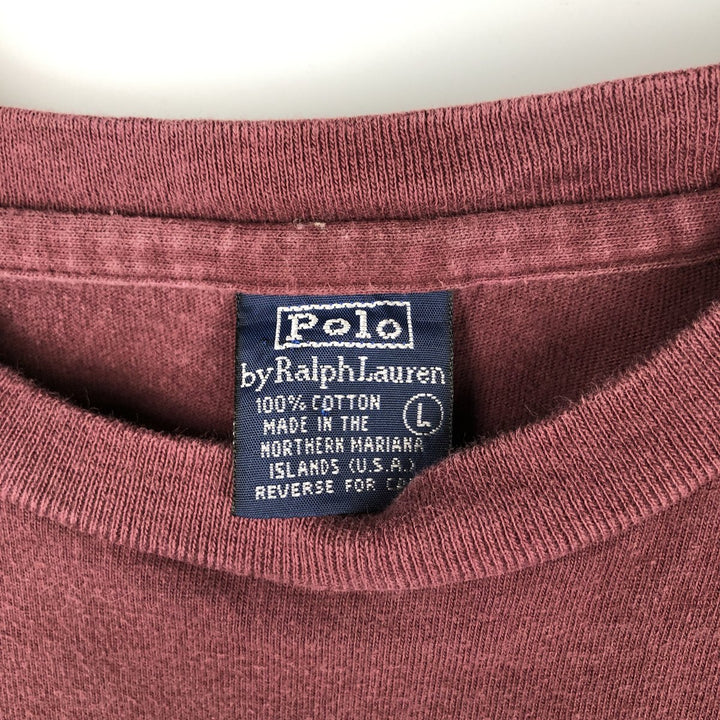 Polo
by Ralph Lauren
100% COTTON
MADE IN THE
NORTHERN MARIANA
ISLANDS (U.S.A.)
REVERSE FOR
L